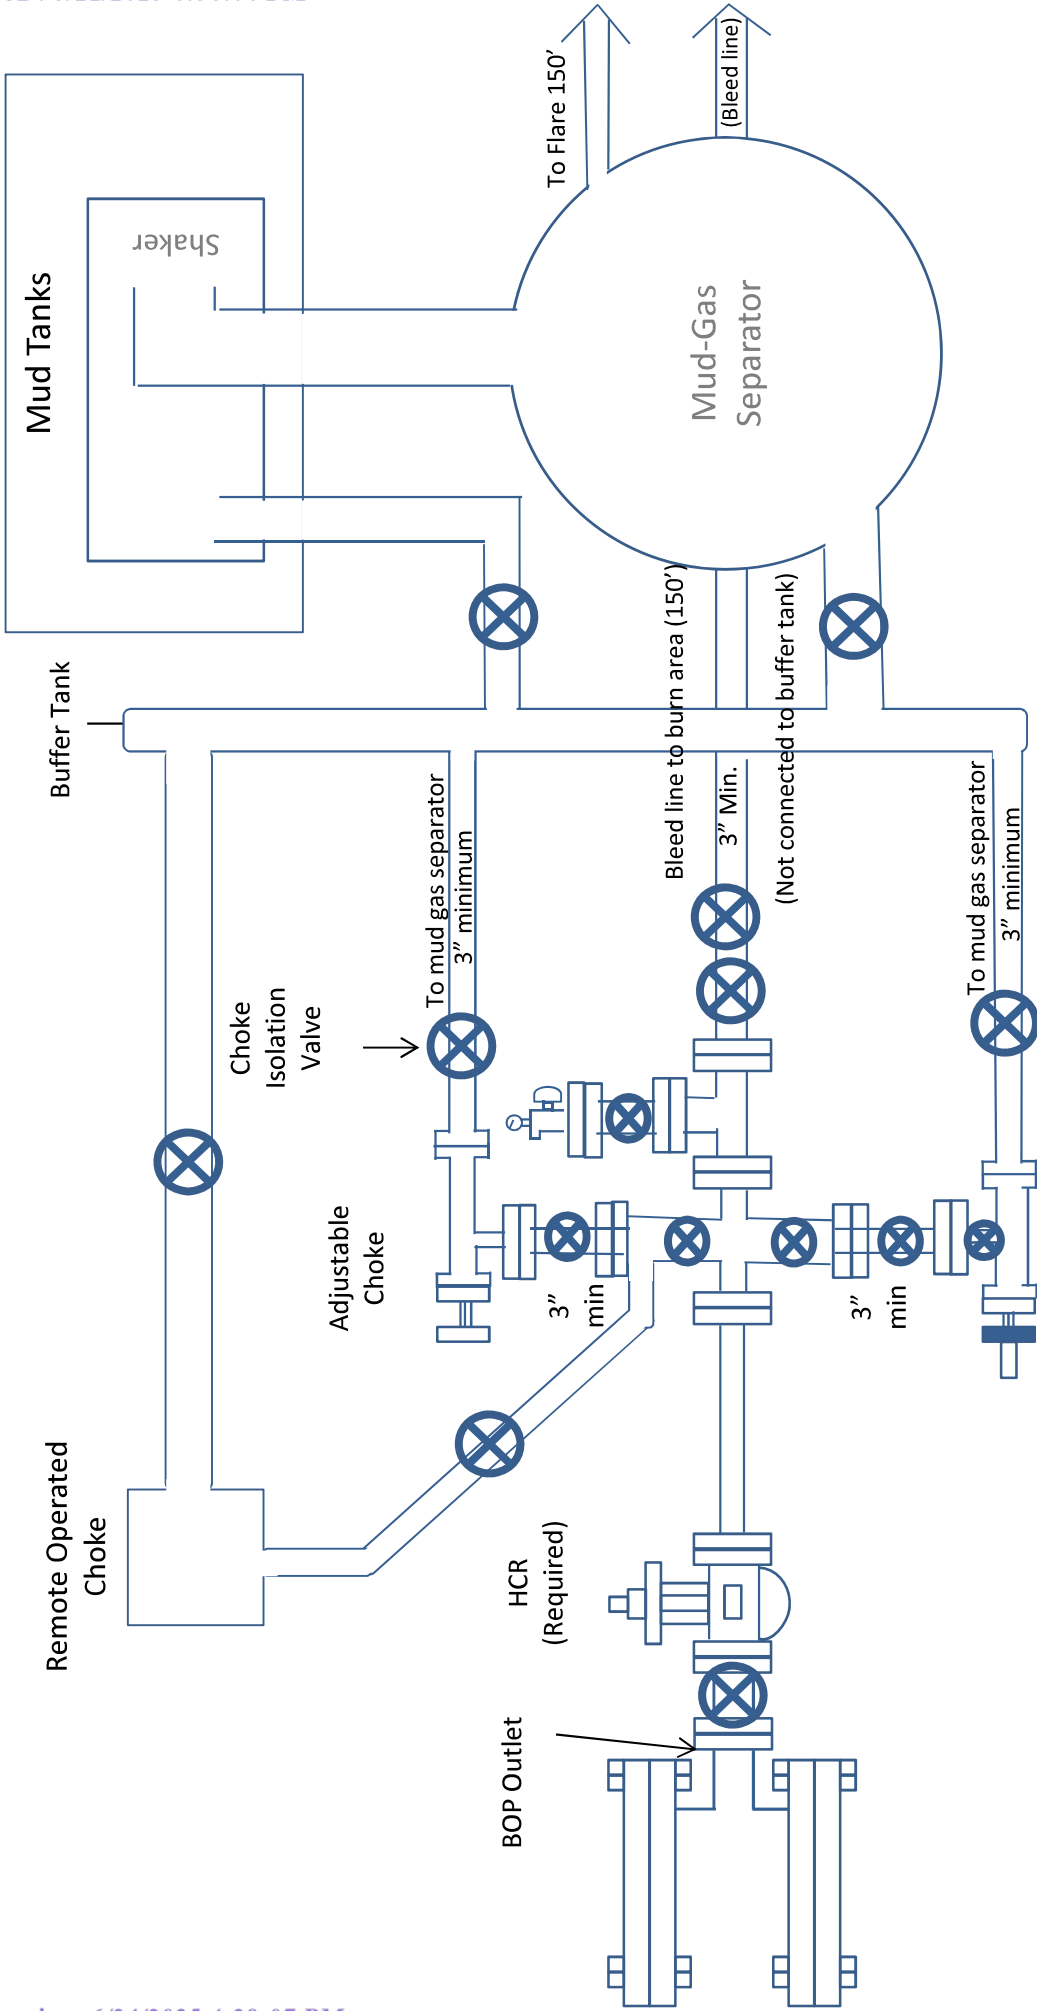 Mud Tanks
Shaker
To Flare 150’
(Bleed line)
Mud-Gas
Separator
Buffer Tank
Bleed line to burn area (150’)
3” Min.
(Not connected to buffer tank)
To mud gas separator
3” minimum
To mud gas separator
3” minimum
Choke
Isolation
Valve
Adjustable
Choke
3”
min
3”
min
Remote Operated
Choke
HCR
(Required)
BOP Outlet